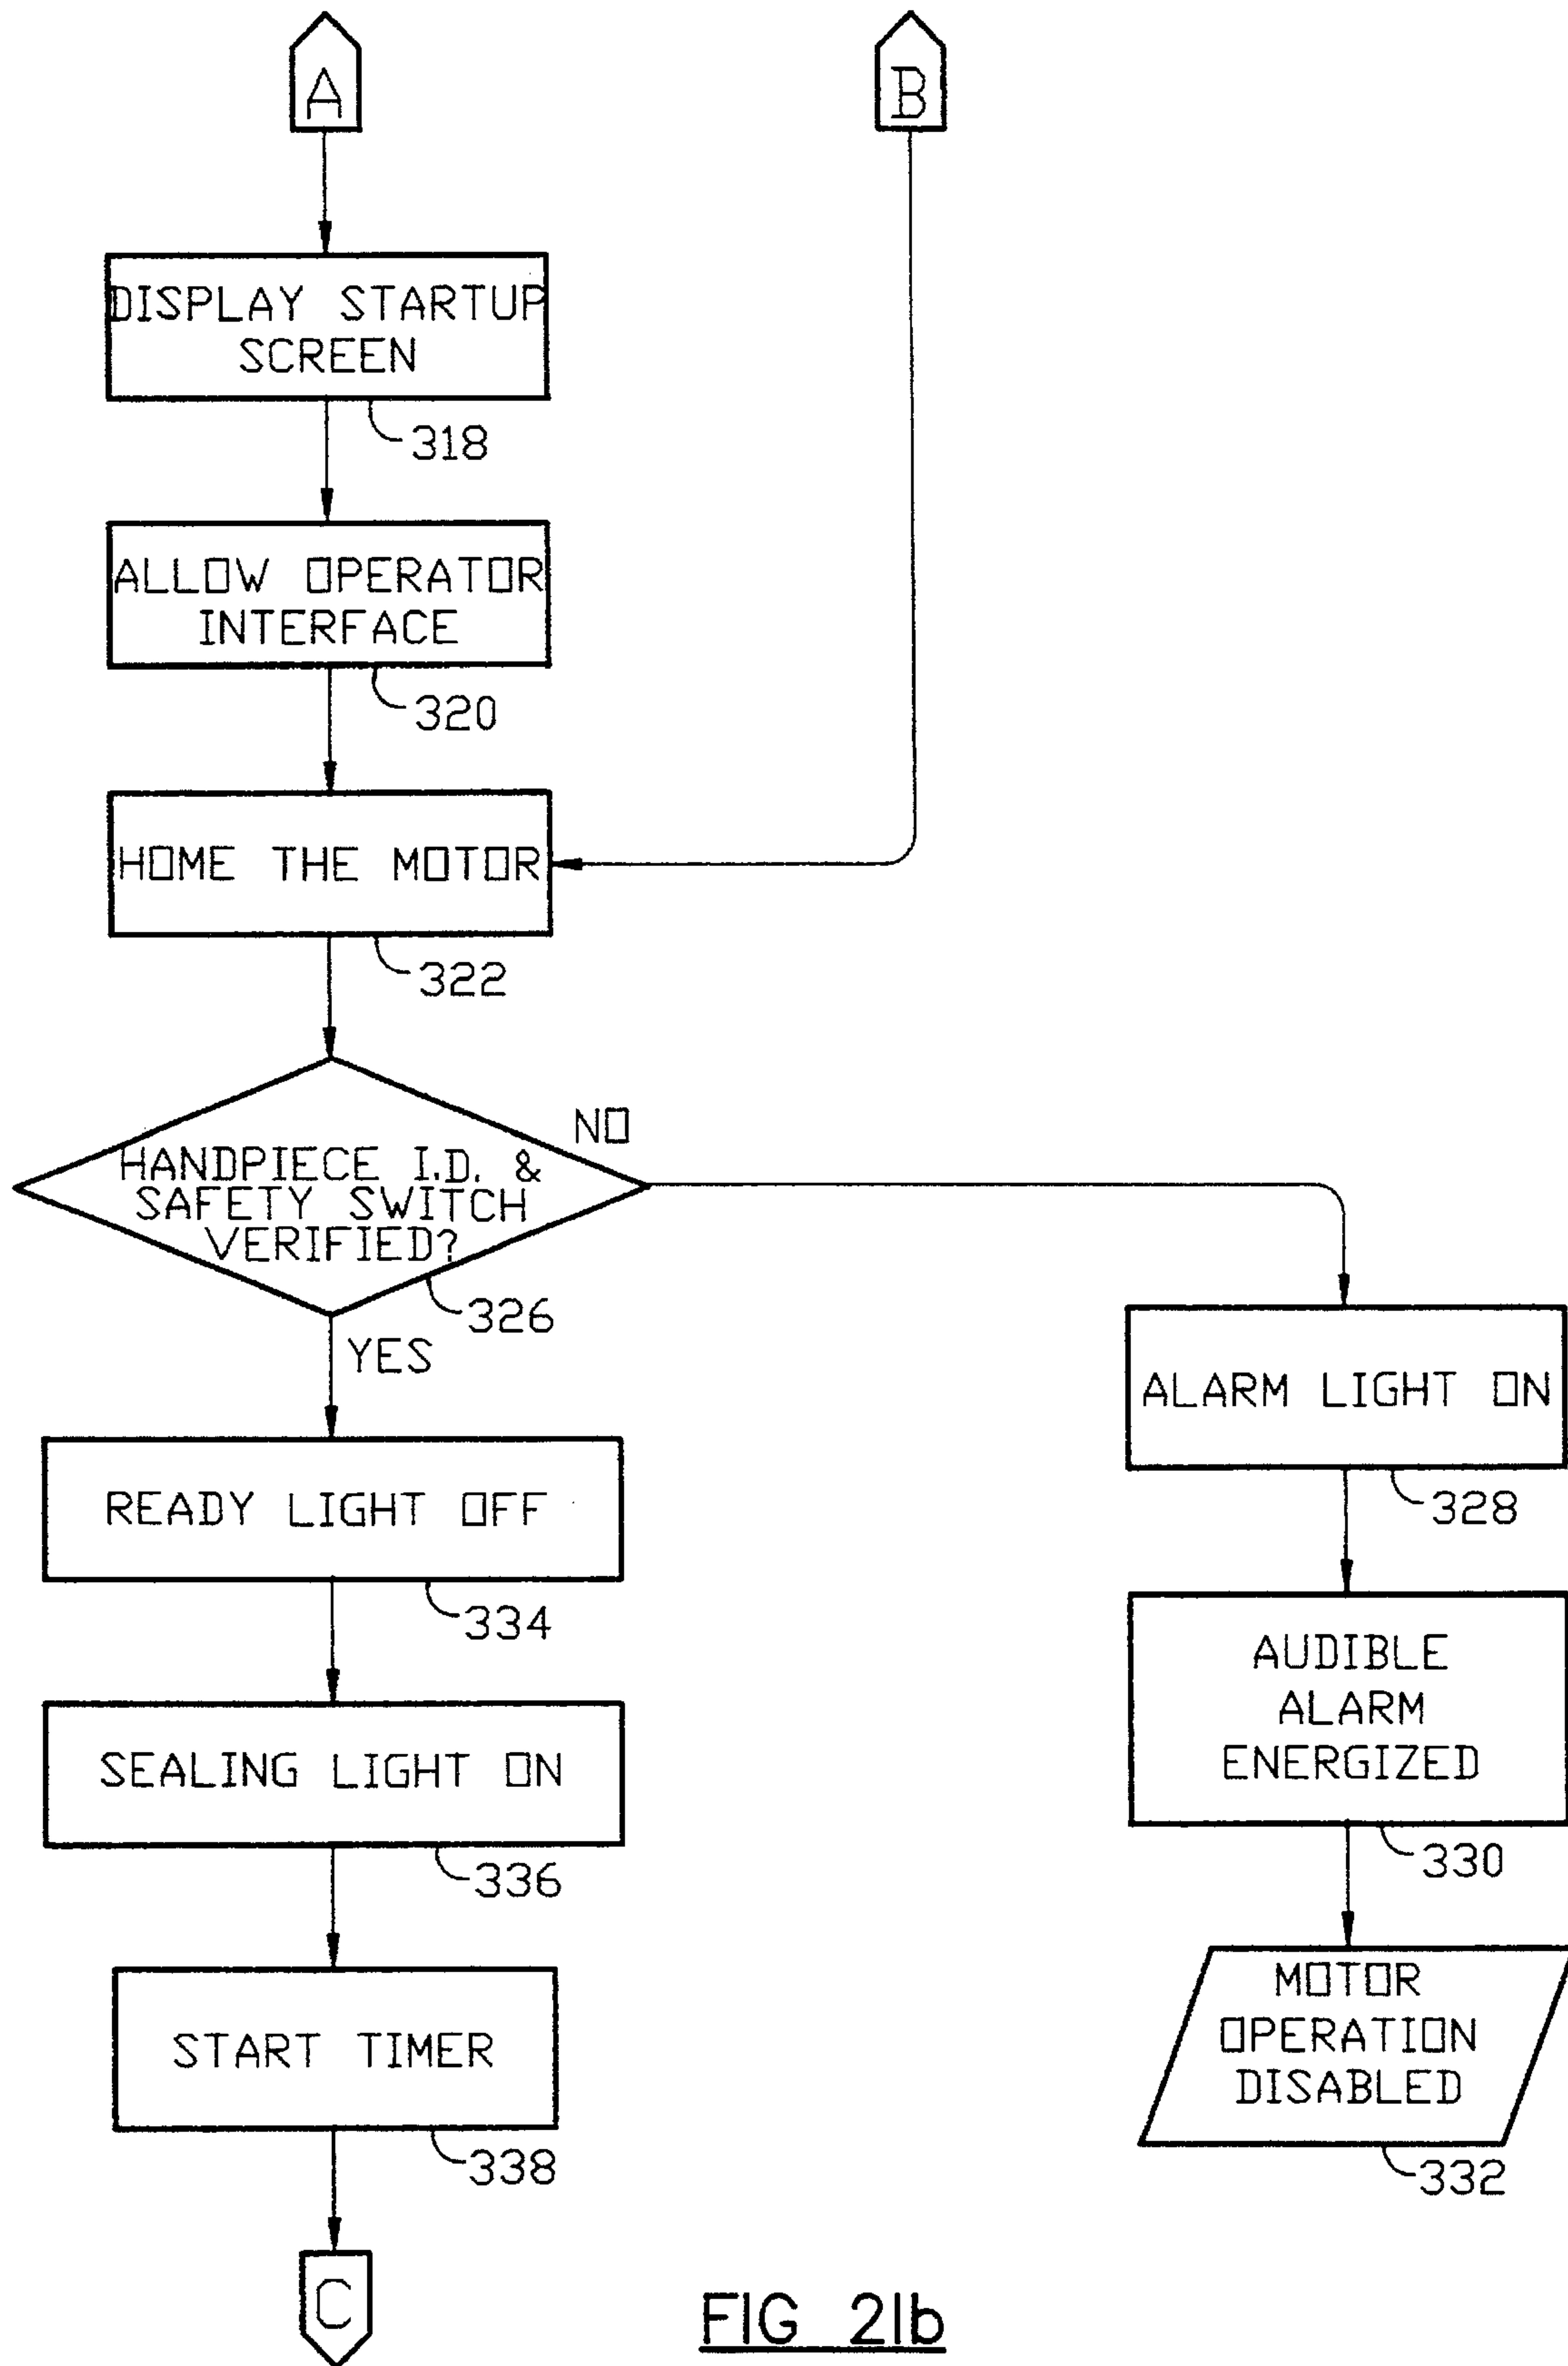 A
B
DISPLAY STARTUP
SCREEN
318
ALLOW OPERATOR
INTERFACE
320
HOME THE MOTOR
322
NO
HANDPIECE I.D. &
SAFETY SWITCH
VERIFIED?
326
YES
READY LIGHT OFF
334
SEALING LIGHT ON
336
START TIMER
338
C
ALARM LIGHT ON
328
AUDIBLE
ALARM
ENERGIZED
330
MOTOR
OPERATION
DISABLED
332
FIG 21b